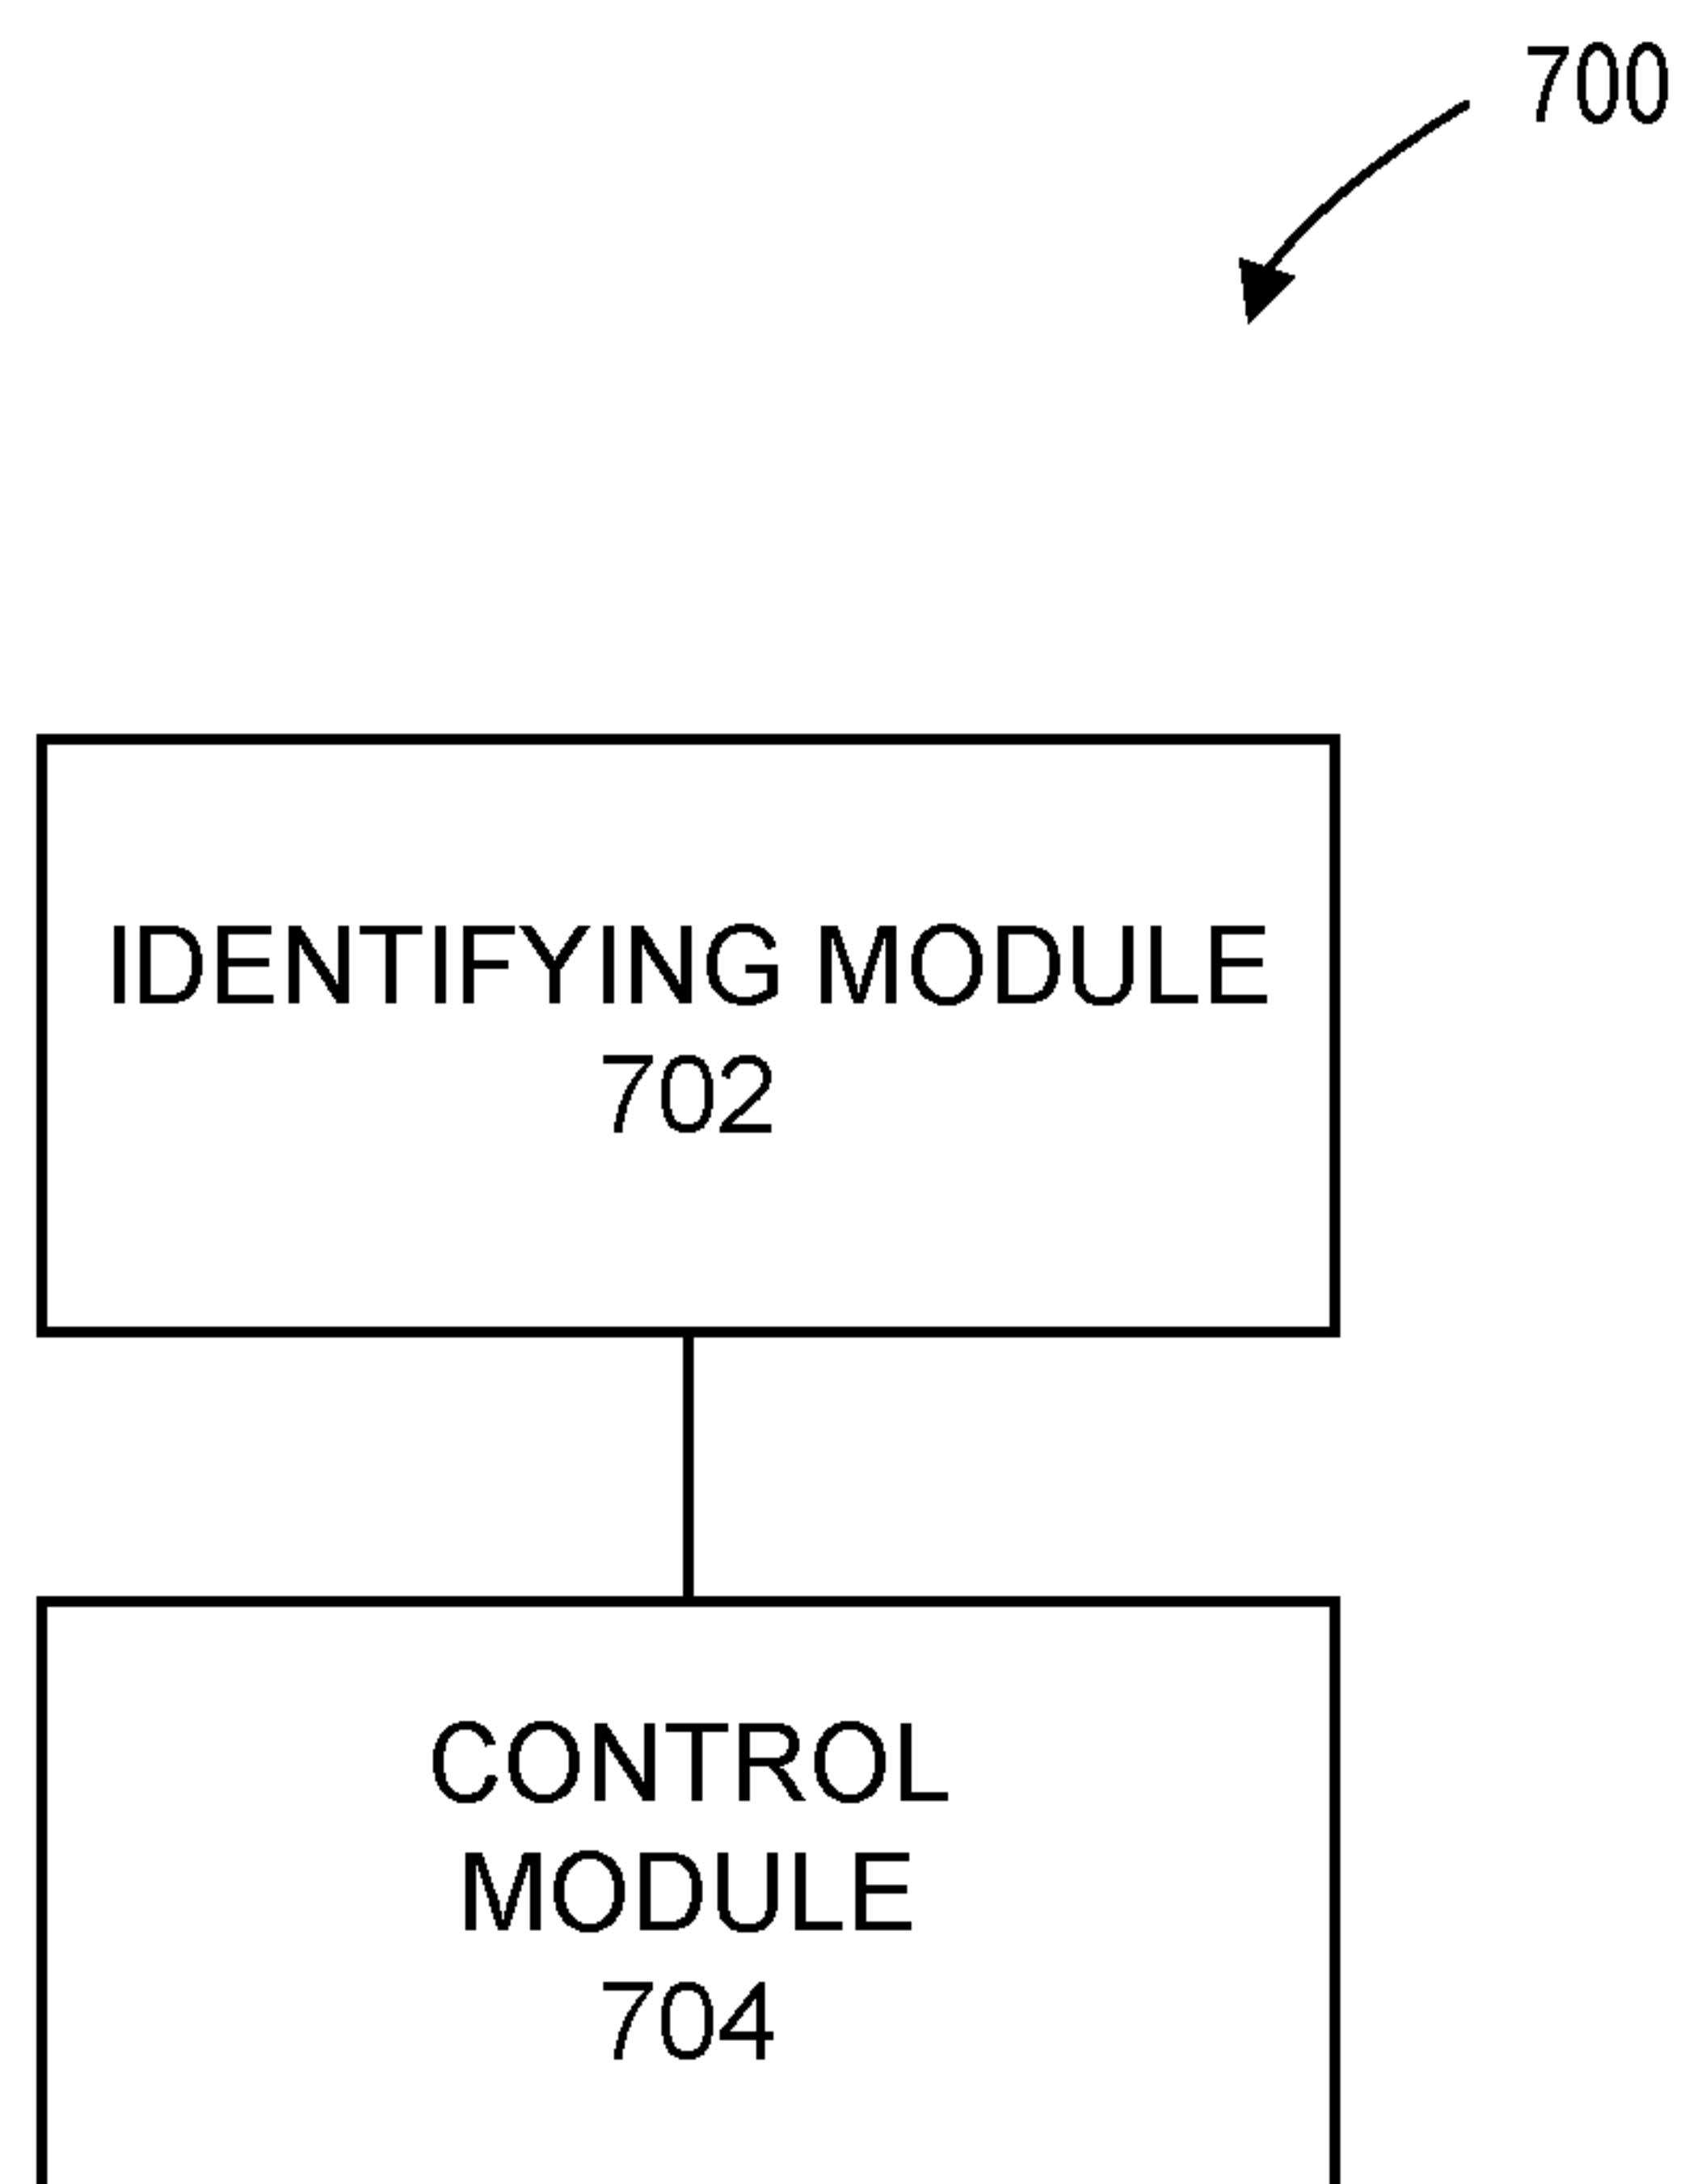 700
IDENTIFYING MODULE
702
CONTROL
MODULE
704